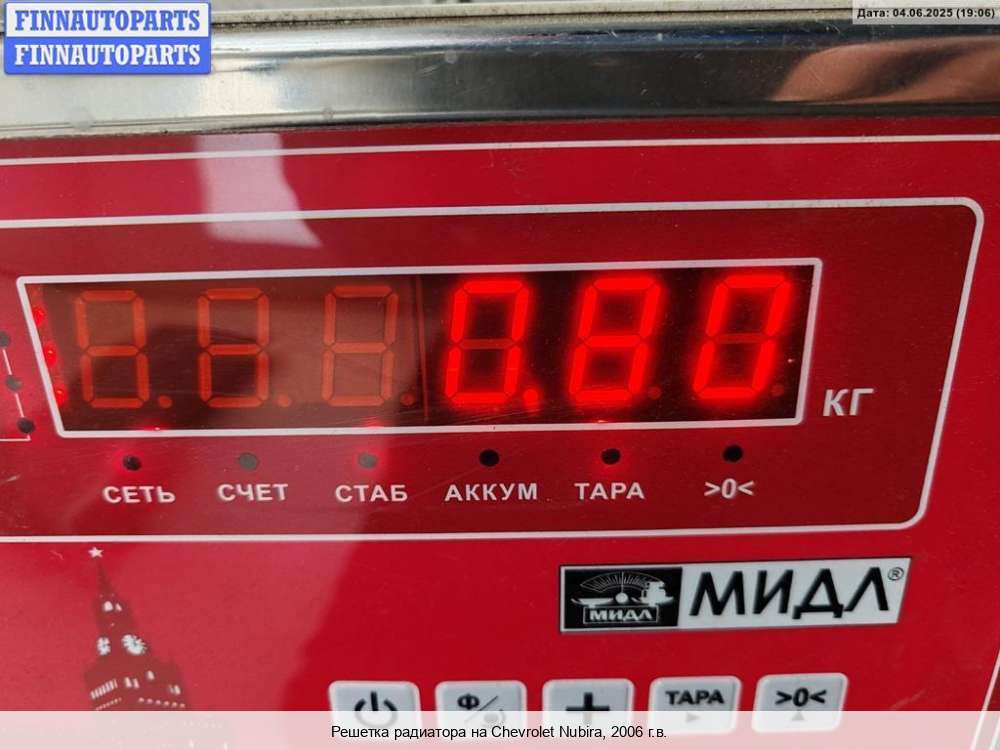 FINNAUTOPARTS
FINNAUTOPARTS
Дата: 04.06.2025 (19:06)
0.80
КГ
СЕТЬ СЧЕТ СТАБ АККУМ ТАРА >0<
МИДЛ МИДЛ®
Ф/ + ТАРА >0<
Решетка радиатора на Chevrolet Nubira, 2006 г.в.